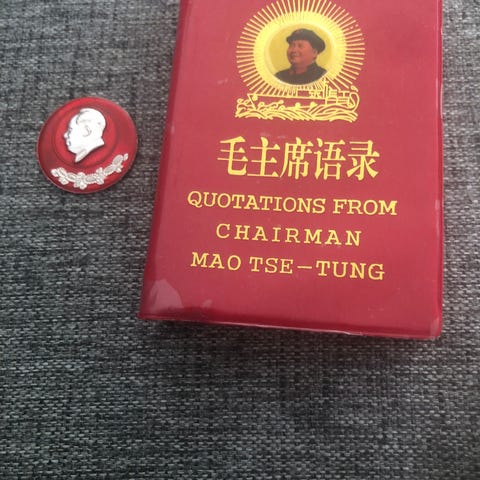 毛主席语录
QUOTATIONS FROM
CHAIRMAN
MAO TSE-TUNG